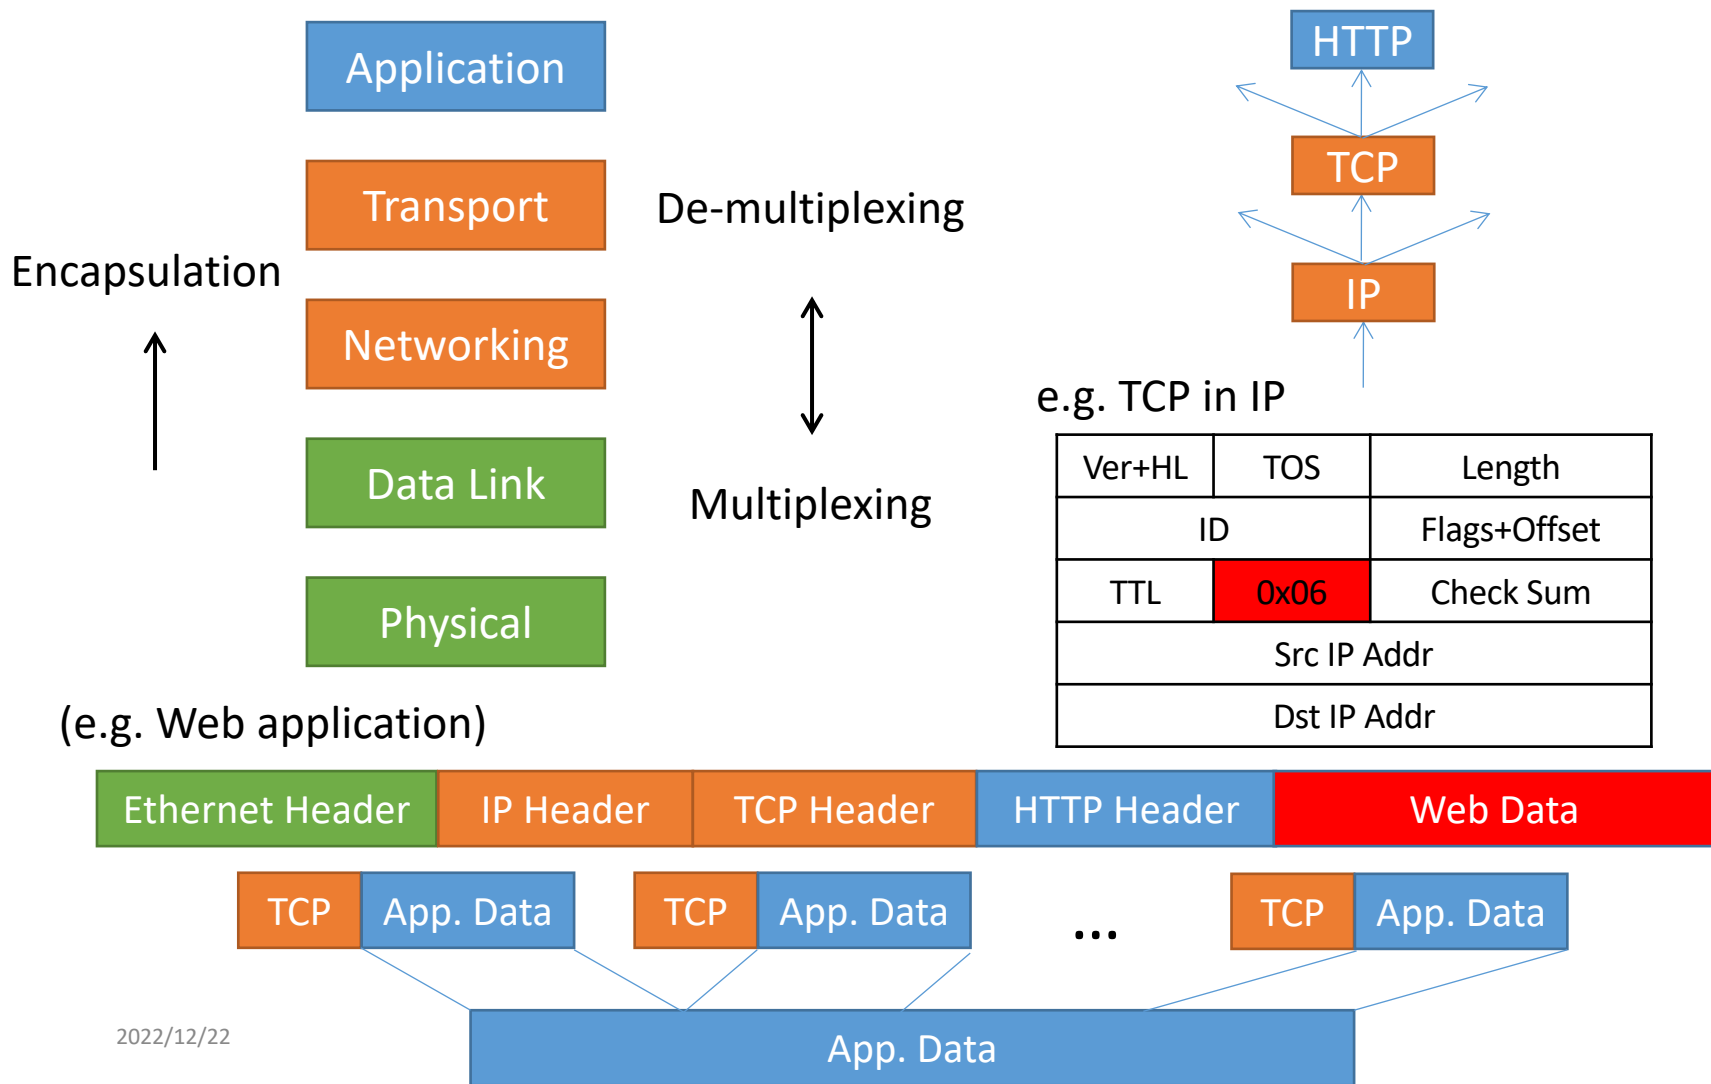 Application
Transport
Networking
Data Link
Physical
Encapsulation
De-multiplexing
Multiplexing
HTTP
TCP
IP
e.g. TCP in IP
Ver+HL TOS Length
ID Flags+Offset
TTL 0x06 Check Sum
Src IP Addr
Dst IP Addr
(e.g. Web application)
Ethernet Header IP Header TCP Header HTTP Header Web Data
TCP App. Data TCP App. Data ... TCP App. Data
App. Data
2022/12/22